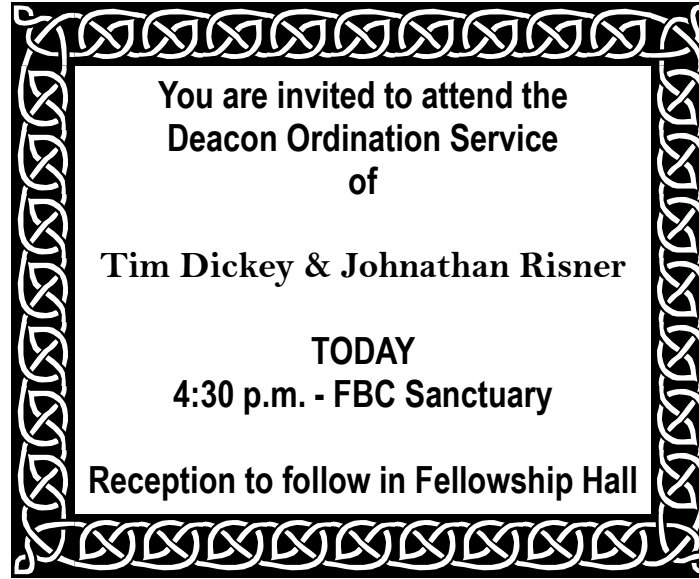 You are invited to attend the
Deacon Ordination Service
of
Tim Dickey & Johnathan Risner
TODAY
4:30 p.m. - FBC Sanctuary
Reception to follow in Fellowship Hall